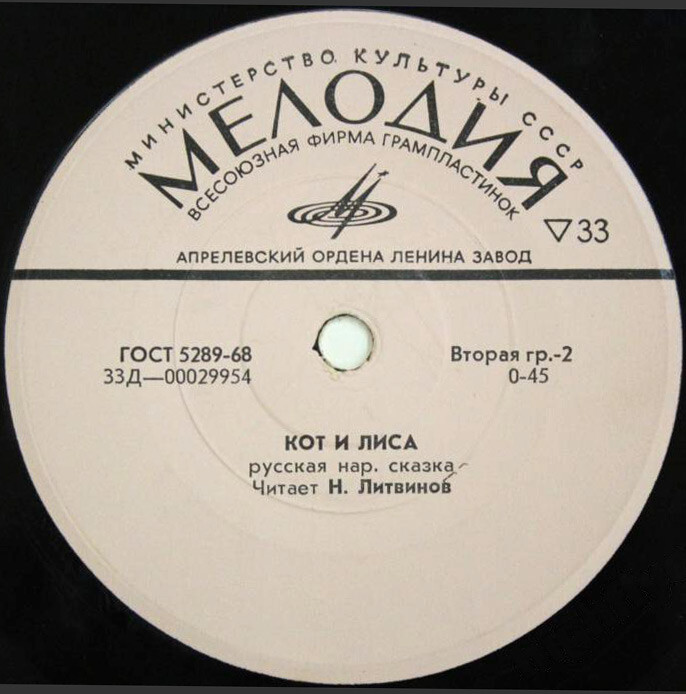 МИНИСТЕРСТВО КУЛЬТУРЫ СССР
МЕЛОДИЯ
ВСЕСОЮЗНАЯ ФИРМА ГРАМПЛАСТИНОК
▽33
АПРЕЛЕВСКИЙ ОРДЕНА ЛЕНИНА ЗАВОД
ГОСТ 5289-68
33Д—00029954
Вторая гр.-2
0-45
КОТ И ЛИСА
русская нар. сказка
Читает Н. Литвинов